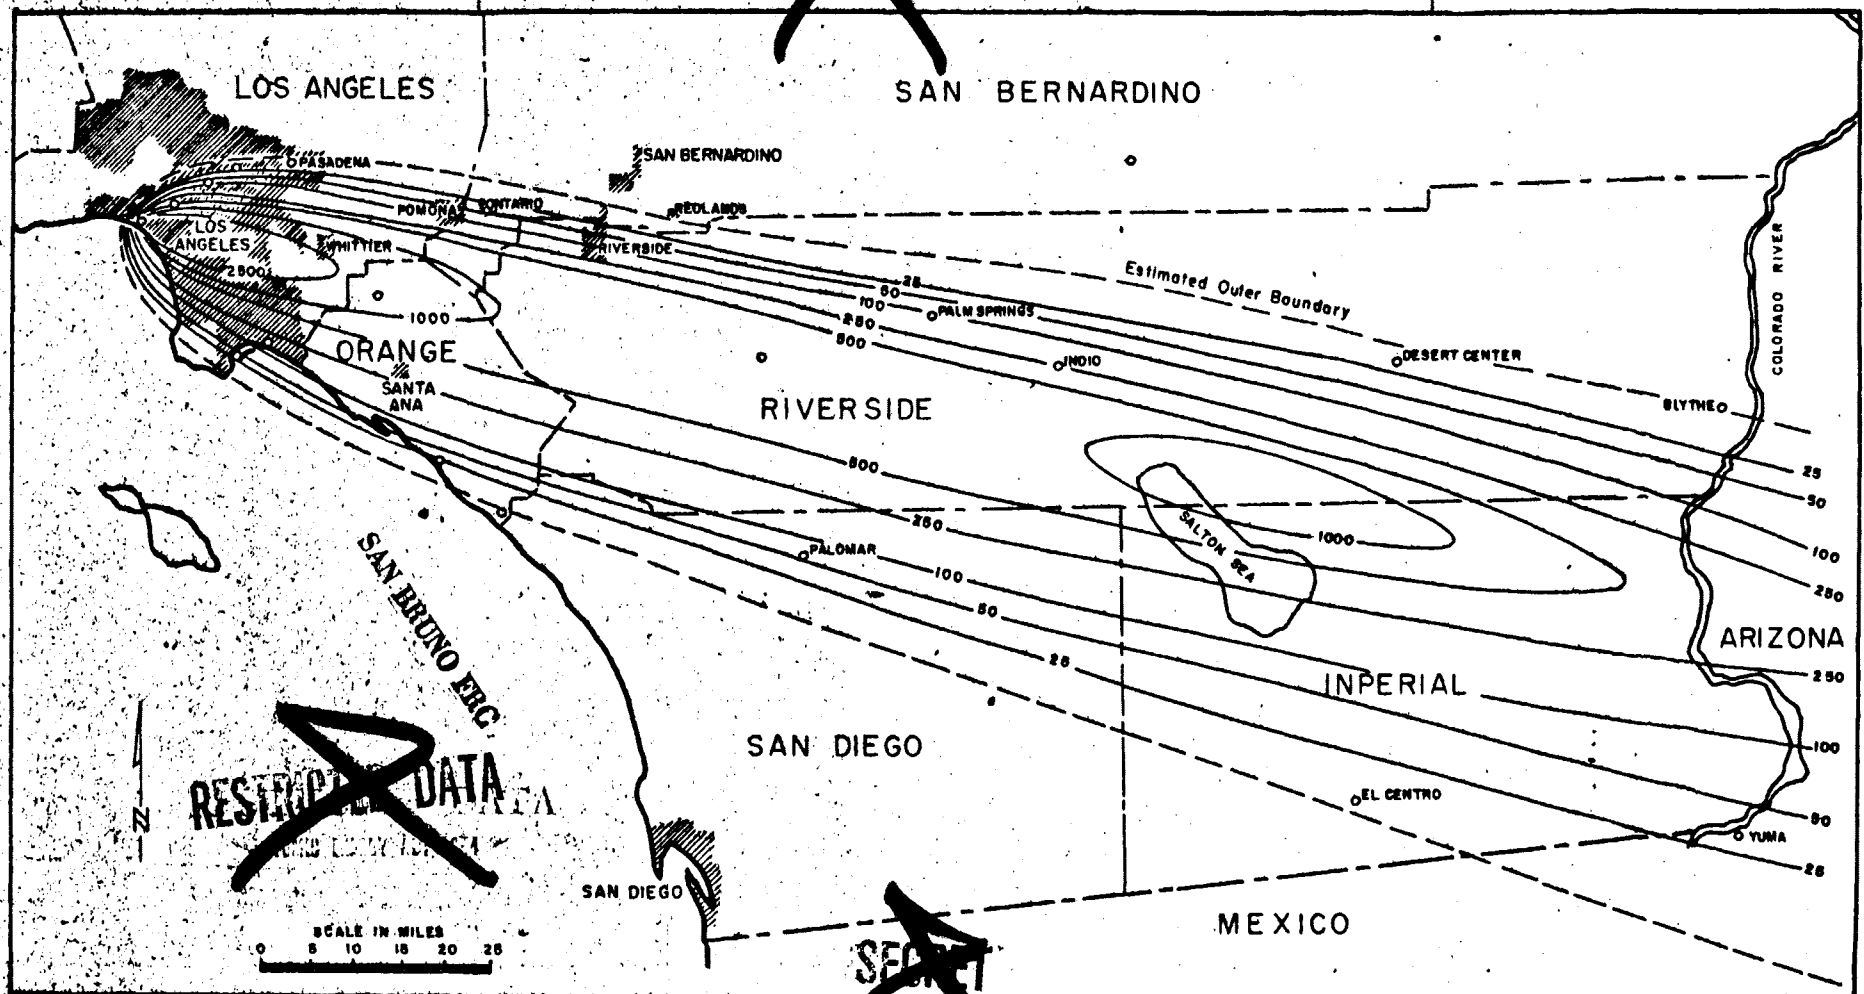 LOS ANGELES
SAN BERNARDINO
PASADENA
SAN BERNARDINO
POMONA
ONTARIO
REDLANDS
LOS
ANGELES
WHITTIER
RIVERSIDE
2500
COLORADO RIVER
Estimated Outer Boundary
25
50
100
250
500
PALM SPRINGS
1000
ORANGE
INDIO
DESERT CENTER
SANTA
ANA
RIVERSIDE
BLYTHE
500
25
50
250
SALTON SEA
1000
100
PALOMAR
100
250
50
SAN BRUNO FRC
ARIZONA
25
250
INPERIAL
SAN DIEGO
100
RESTRICTED DATA
N
EL CENTRO
50
YUMA
25
SAN DIEGO
MEXICO
SCALE IN MILES
0 5 10 15 20 25
SECRET